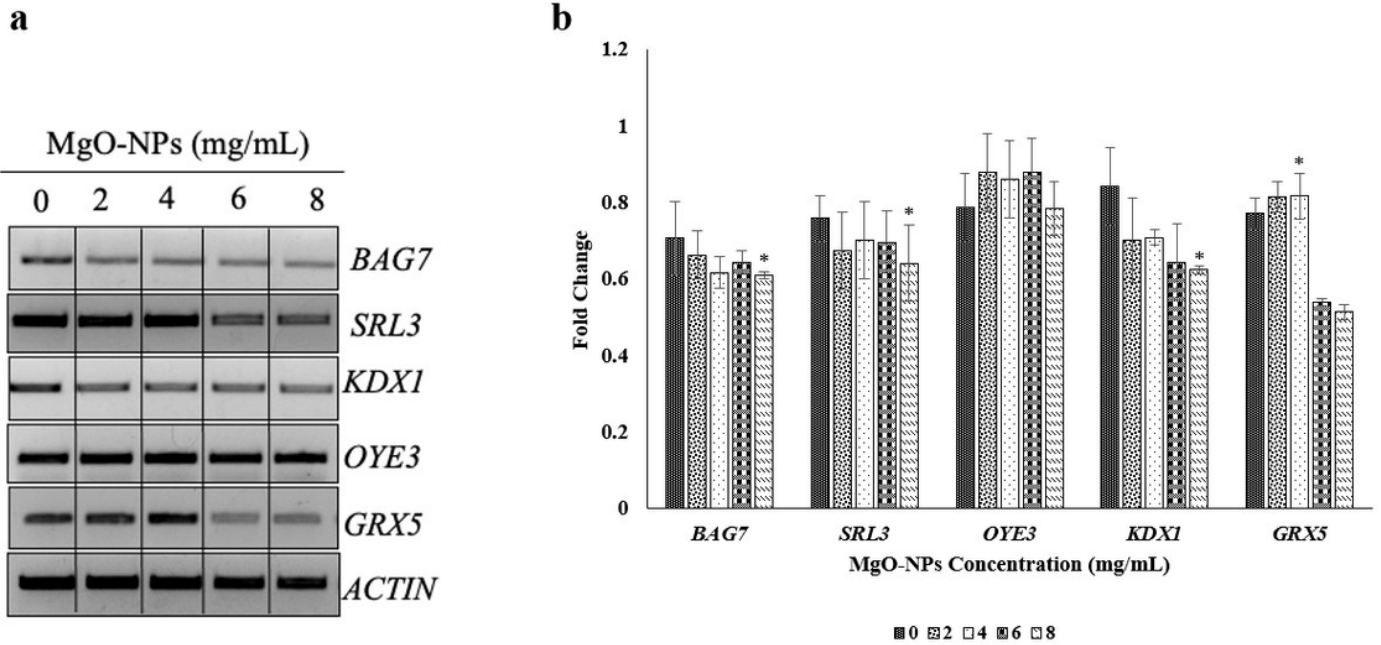 a
MgO-NPs (mg/mL)
0 2 4 6 8
BAG7
SRL3
KDX1
OYE3
GRX5
ACTIN
b
1.2
1
0.8
0.6
0.4
0.2
0
Fold Change
* * * *
BAG7 SRL3 OYE3 KDX1 GRX5
MgO-NPs Concentration (mg/mL)
0 2 4 6 8